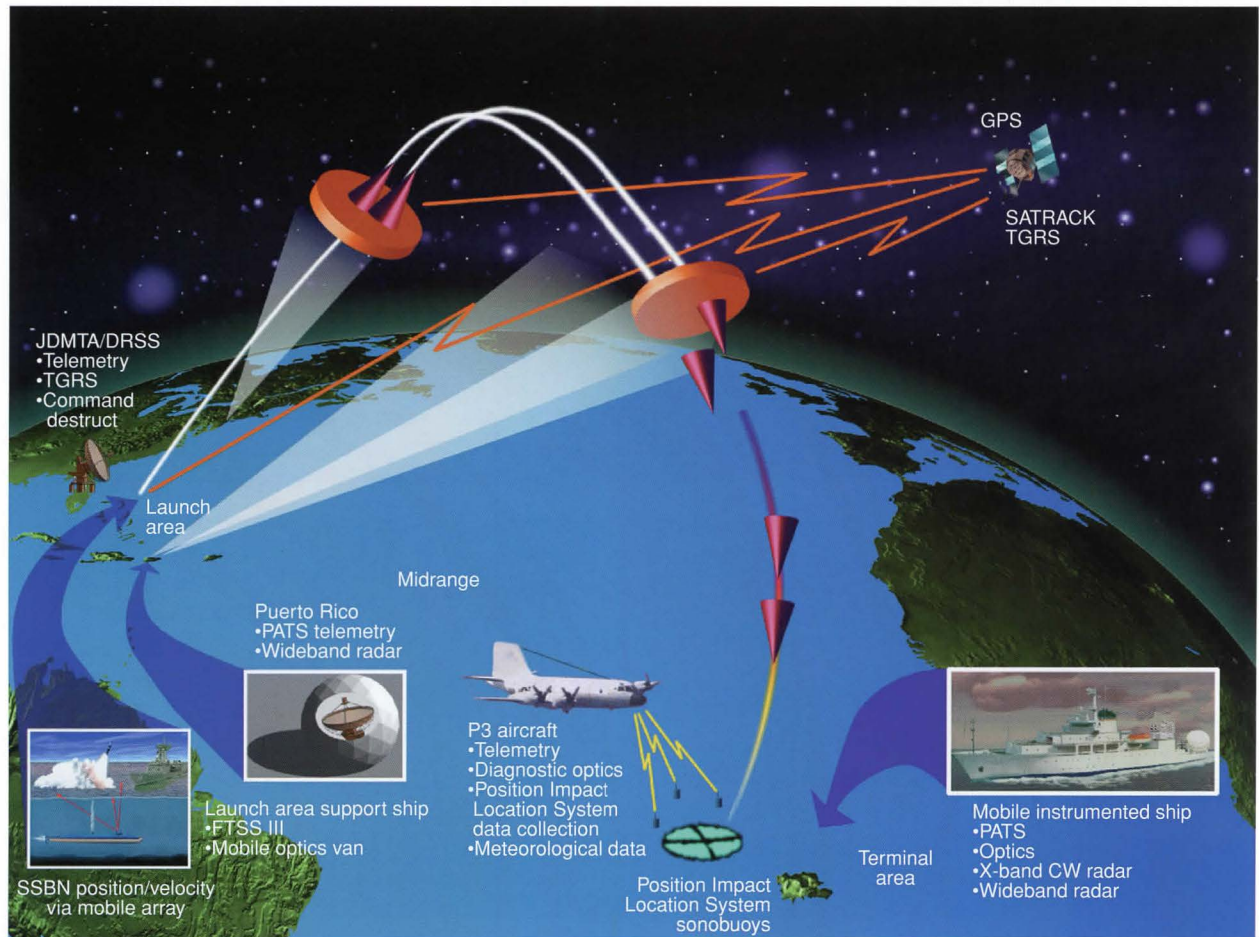 GPS
SATRACK
TGRS
JDMTA/DRSS
•Telemetry
•TGRS
•Command
destruct
Launch
area
Midrange
Puerto Rico
•PATS telemetry
•Wideband radar
P3 aircraft
•Telemetry
•Diagnostic optics
•Position Impact
Location System
data collection
•Meteorological data
Launch area support ship
•FTSS III
•Mobile optics van
SSBN position/velocity
via mobile array
Position Impact
Location System
sonobuoys
Terminal
area
Mobile instrumented ship
•PATS
•Optics
•X-band CW radar
•Wideband radar